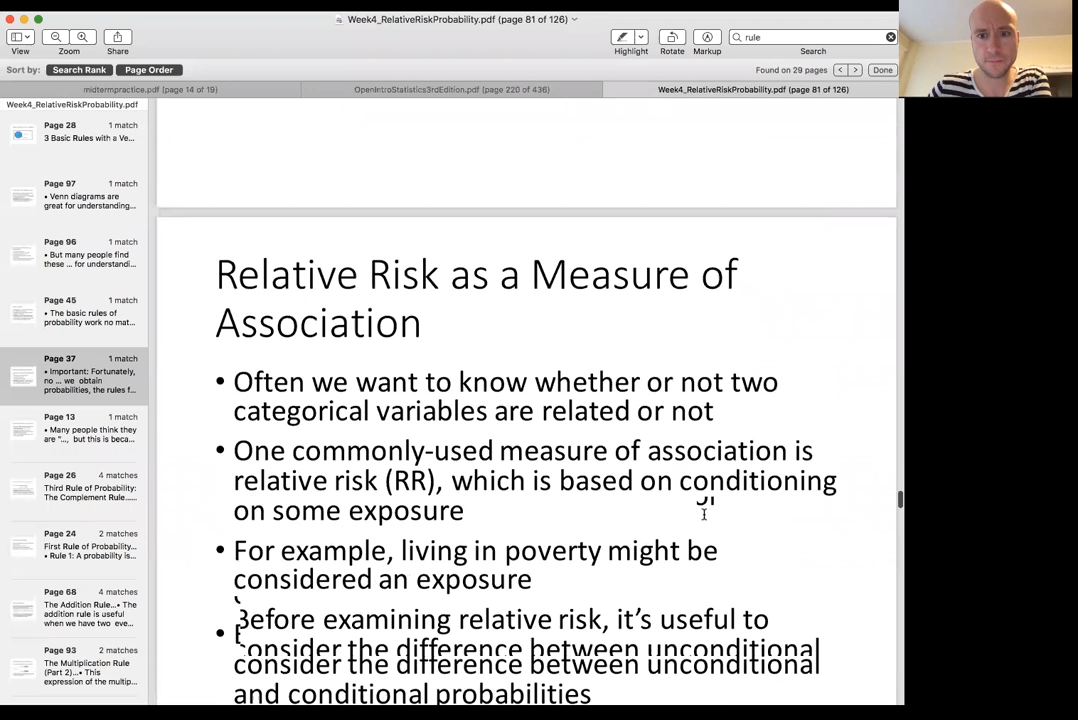 Week4_RelativeRiskProbability.pdf (page 81 of 126)
View
Zoom
Share
Highlight
Rotate
Markup
rule
Search
Sort by:
Search Rank
Page Order
Found on 29 pages
Done
midtermpractice.pdf (page 14 of 19)
OpenIntroStatistics3rdEdition.pdf (page 220 of 436)
Week4_RelativeRiskProbability.pdf (page 81 of 126)
Week4_RelativeRiskProbability.pdf
Page 28 1 match
3 Basic Rules with a Ve...
Page 97 1 match
• Venn diagrams are
great for understanding...
Page 96 1 match
• But many people find
these ... for understandi...
Page 45 1 match
• The basic rules of
probability work no mat...
Page 37 1 match
• Important: Fortunately,
no ... we obtain
probabilities, the rules f...
Page 13 1 match
• Many people think they
are "..., but this is beca...
Page 26 4 matches
Third Rule of Probability:
The Complement Rule......
Page 24 2 matches
First Rule of Probability...
• Rule 1: A probability is...
Page 68 4 matches
The Addition Rule...• The
addition rule is useful
when we have two eve...
Page 93 2 matches
The Multiplication Rule
(Part 2)...• This
expression of the multip...
Relative Risk as a Measure of
Association
• Often we want to know whether or not two
categorical variables are related or not
• One commonly-used measure of association is
relative risk (RR), which is based on conditioning
on some exposure
• For example, living in poverty might be
considered an exposure
• Before examining relative risk, it's useful to
consider the difference between unconditional
consider the difference between unconditional
and conditional probabilities